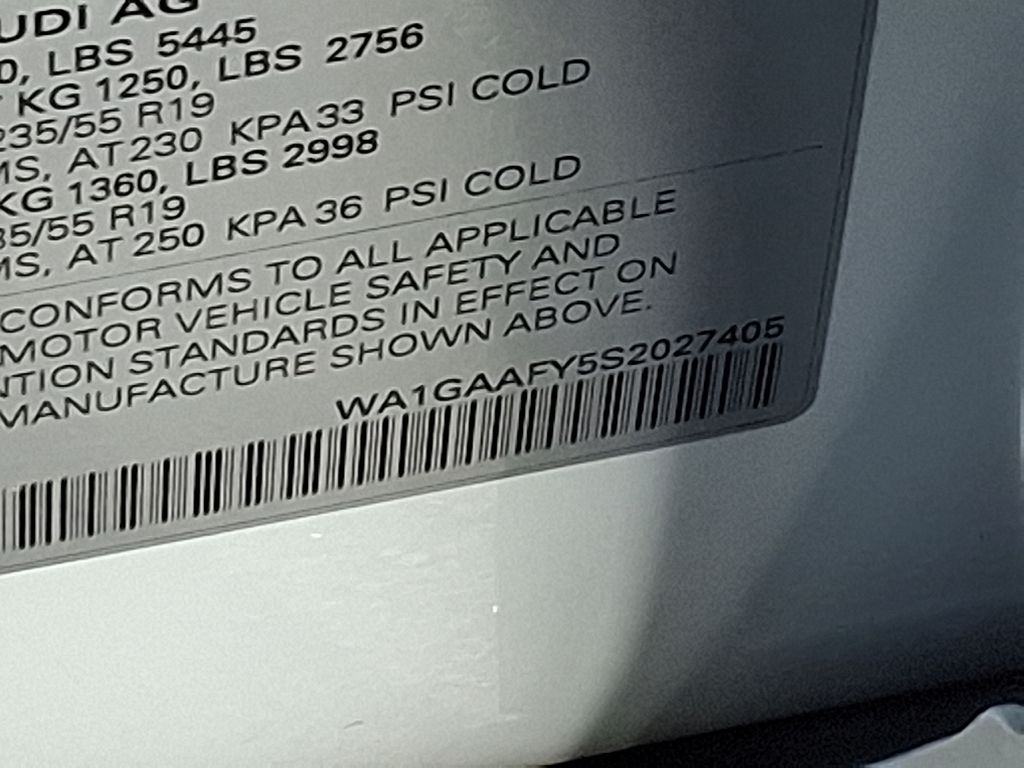 UDI AG
0, LBS 5445
KG 1250, LBS 2756
235/55 R19
MS, AT 230 KPA 33 PSI COLD
KG 1360, LBS 2998
35/55 R19
MS, AT 250 KPA 36 PSI COLD
CONFORMS TO ALL APPLICABLE
MOTOR VEHICLE SAFETY AND
NTION STANDARDS IN EFFECT ON
MANUFACTURE SHOWN ABOVE.
WA1GAAFY5S2027405